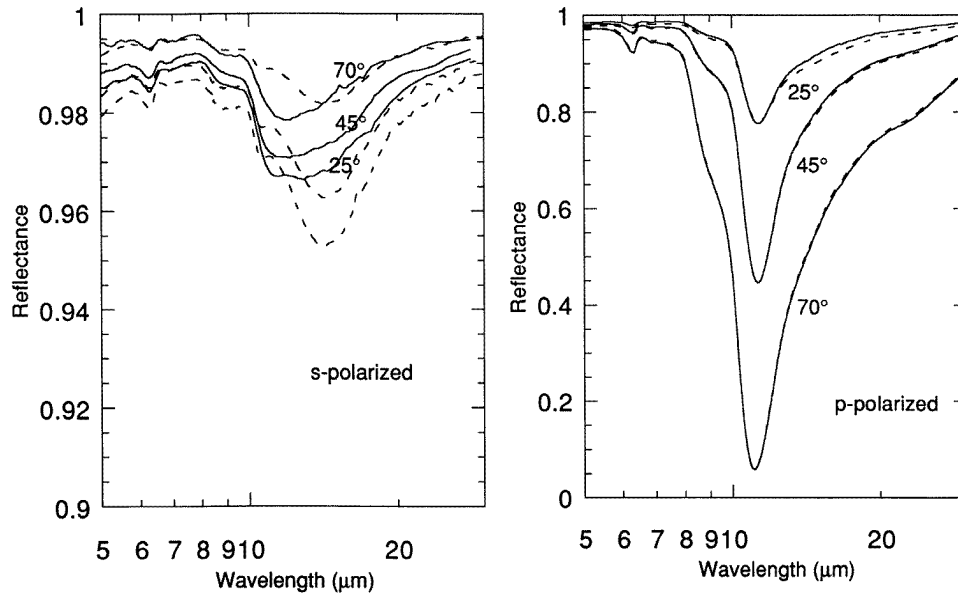 1
0.98
0.96
0.94
0.92
0.9
Reflectance
70°
45°
25°
s-polarized
5 6 7 8 9 10 20
Wavelength (μm)
1
0.8
0.6
0.4
0.2
0
Reflectance
25°
45°
70°
p-polarized
5 6 7 8 9 10 20
Wavelength (μm)